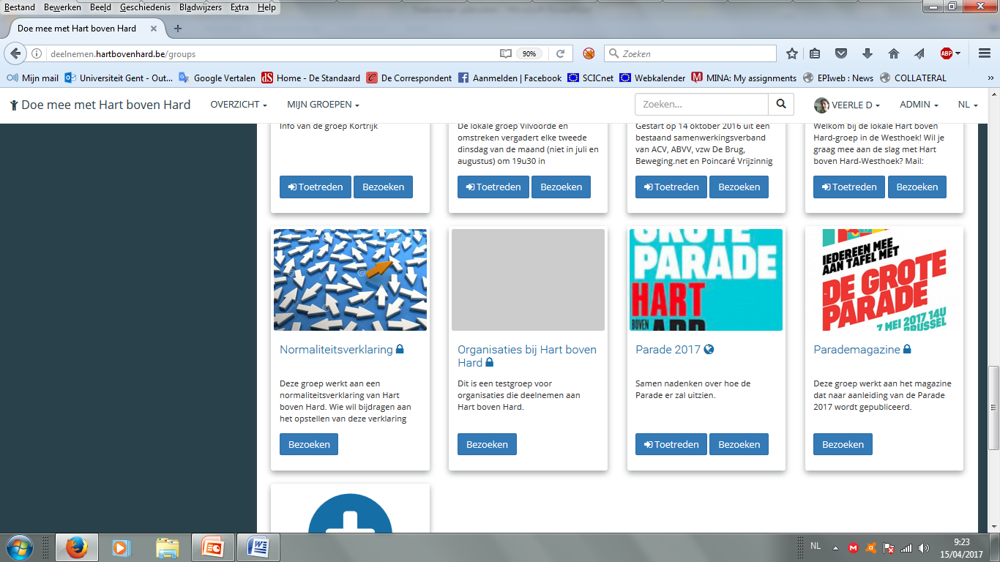 Bestand Bewerken Beeld Geschiedenis Bladwijzers Extra Help
Doe mee met Hart boven Hard
deelnemen.hartbovenhard.be/groups
90%
Zoeken
ABP
Mijn mail
Universiteit Gent - Out...
Google Vertalen
Home - De Standaard
De Correspondent
Aanmelden | Facebook
SCICnet
Webkalender
MINA: My assignments
EPIweb : News
COLLATERAL
Doe mee met Hart boven Hard
OVERZICHT
MIJN GROEPEN
Zoeken...
VEERLE D
ADMIN
NL
Info van de groep Kortrijk
Toetreden Bezoeken
De lokale groep Vilvoorde en
omstreken vergadert elke tweede
dinsdag van de maand (niet in juli en
augustus) om 19u30 in
Toetreden Bezoeken
Gestart op 14 oktober 2016 uit een
bestaand samenwerkingsverband
van ACV, ABVV, vzw De Brug,
Beweging.net en Poincaré Vrijzinnig
Toetreden Bezoeken
Welkom bij de lokale Hart boven
Hard-groep in de Westhoek! Wil je
graag mee aan de slag met Hart
boven Hard-Westhoek? Mail:
Toetreden Bezoeken
Normaliteitsverklaring
Deze groep werkt aan een
normaliteitsverklaring van Hart
boven Hard. Wie wil bijdragen aan
het opstellen van deze verklaring
Bezoeken
Organisaties bij Hart boven
Hard
Dit is een testgroep voor
organisaties die deelnemen aan
Hart boven Hard.
Bezoeken
GROTE
PARADE
HART
BOVEN HARD
Parade 2017
Samen nadenken over hoe de
Parade er zal uitzien.
Toetreden Bezoeken
IEDEREEN MEE
AAN TAFEL MET
DE GROTE
PARADE
7 MEI 2017 14U
BRUSSEL
Parademagazine
Deze groep werkt aan het magazine
dat naar aanleiding van de Parade
2017 wordt gepubliceerd.
Bezoeken
NL
9:23
15/04/2017